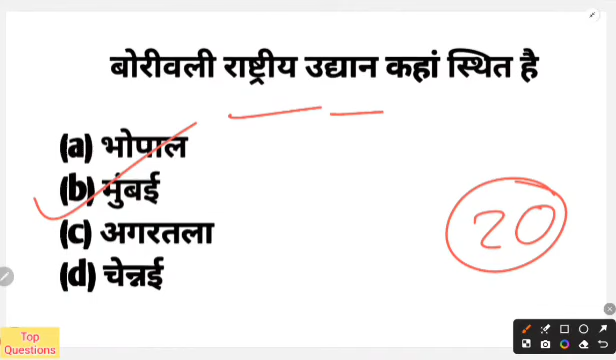 बोरीवली राष्ट्रीय उद्यान कहां स्थित है
(a) भोपाल
(b) मुंबई
(c) अगरतला
(d) चेन्नई
20
Top
Questions